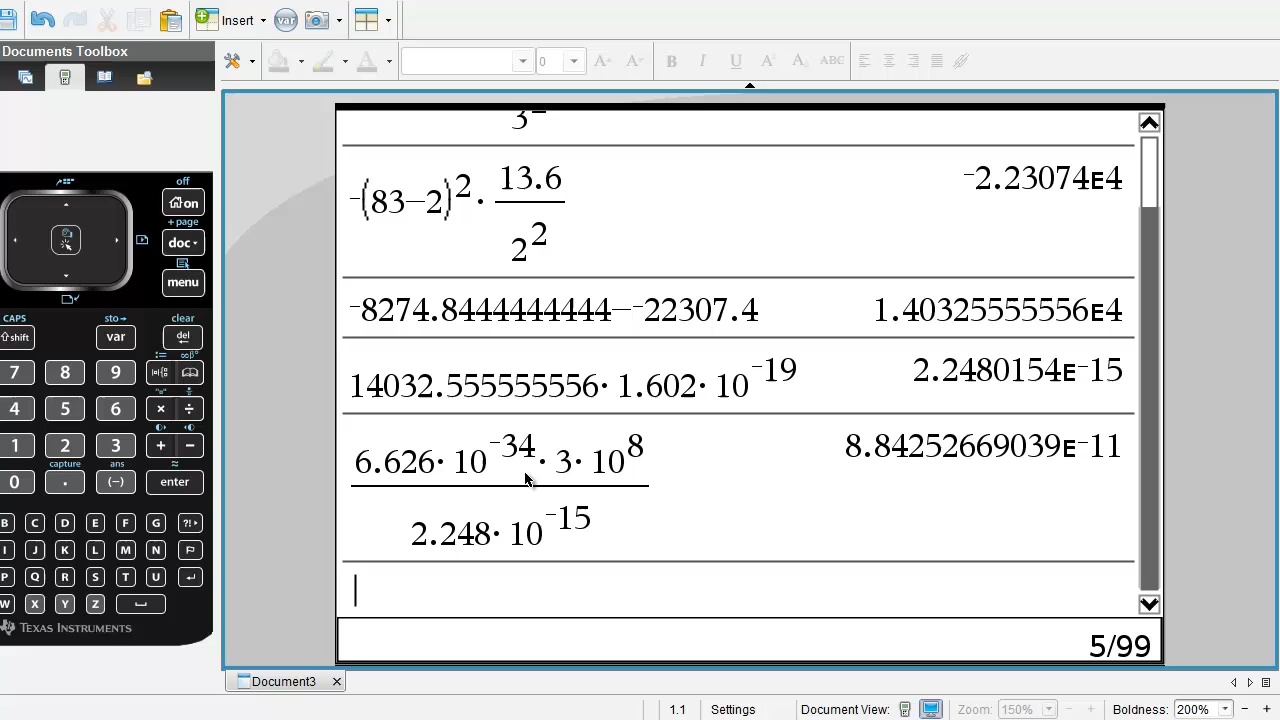 Insert
var
Documents Toolbox
0
B I U A A ABC
3
-(83-2)² · 13.6/2² -2.23074E4
-8274.8444444444--22307.4 1.40325555556E4
14032.555555556· 1.602· 10⁻¹⁹ 2.2480154E-15
6.626· 10⁻³⁴· 3· 10⁸ / 2.248· 10⁻¹⁵ 8.84252669039E-11
5/99
off
on
+ page
doc
menu
CAPS sto→ clear
shift var del
7 8 9
4 5 6 × ÷
1 2 3 + −
capture ans ≈
0 . (−) enter
B C D E F G ?!▸
I J K L M N
P Q R S T U
W X Y Z
TEXAS INSTRUMENTS
Document3
1.1 Settings Document View: Zoom: 150% − + Boldness: 200% − +